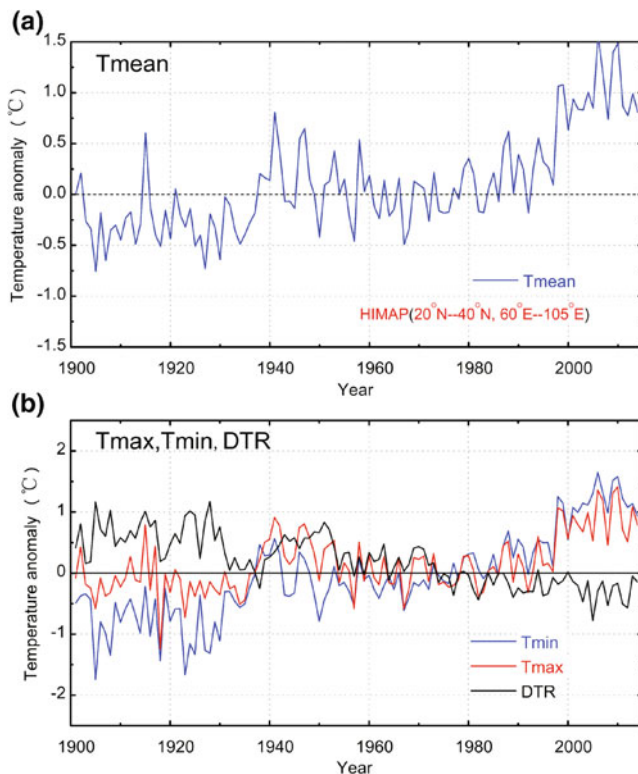 (a)
1.5
Tmean
1.0
0.5
0.0
-0.5
-1.0
-1.5
Temperature anomaly (℃)
Tmean
HIMAP(20°N--40°N, 60°E--105°E)
1900 1920 1940 1960 1980 2000
Year
(b)
Tmax,Tmin, DTR
2
1
0
-1
-2
Temperature anomaly (℃)
Tmin
Tmax
DTR
1900 1920 1940 1960 1980 2000
Year